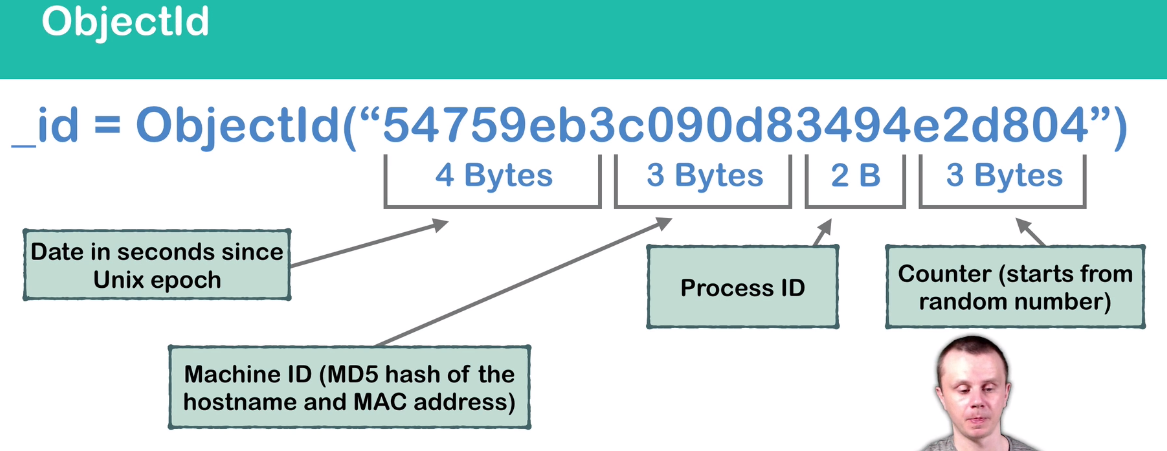 ObjectId
_id = ObjectId(“54759eb3c090d83494e2d804”)
4 Bytes
3 Bytes
2 B
3 Bytes
Date in seconds since
Unix epoch
Process ID
Counter (starts from
random number)
Machine ID (MD5 hash of the
hostname and MAC address)